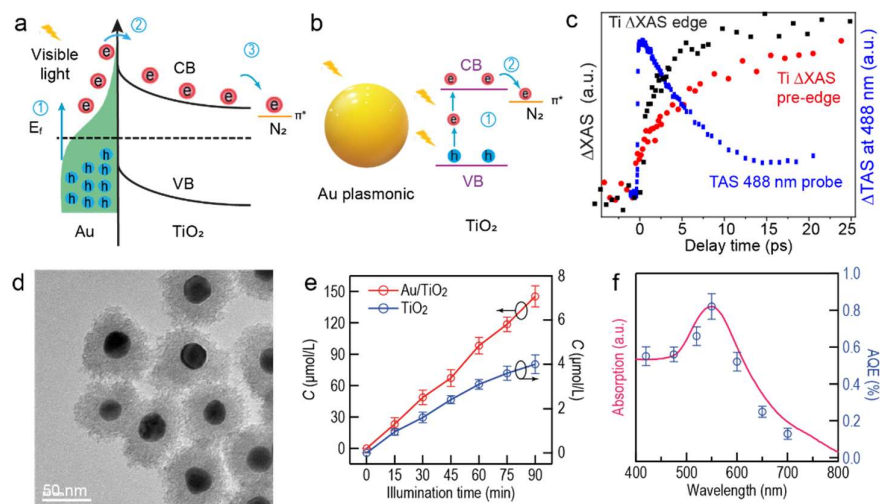 a
Visible
light
①
②
③
E_f
e
e
e
e
e
e
e
h
h
h
h
h
h
h
h
h
CB
VB
π*
N₂
Au
TiO₂
b
Au plasmonic
e
e
e
e
h
h
CB
VB
①
②
π*
N₂
TiO₂
c
Ti ΔXAS edge
Ti ΔXAS
pre-edge
TAS 488 nm probe
ΔXAS (a.u.)
ΔTAS at 488 nm (a.u.)
0 5 10 15 20 25
Delay time (ps)
d
50 nm
e
Au/TiO₂
TiO₂
C (μmol/L)
150
120
90
60
30
0
C (μmol/L)
8
6
4
2
0
0 15 30 45 60 75 90
Illumination time (min)
f
Absorption (a.u.)
AQE (%)
1.0
0.8
0.6
0.4
0.2
0.0
400 500 600 700 800
Wavelength (nm)